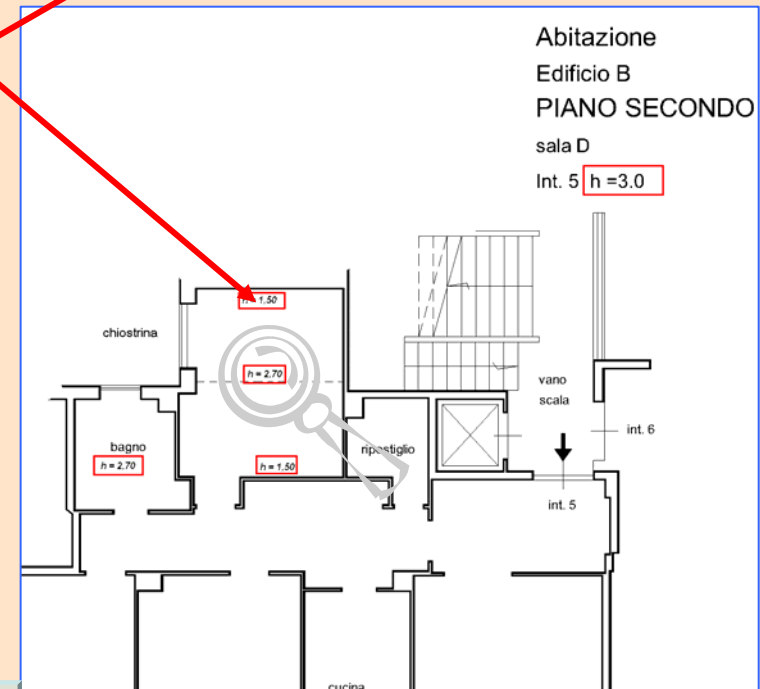 Abitazione
Edificio B
PIANO SECONDO
sala D
Int. 5 h =3.0
h = 1.50
chiostrina
h = 2.70
vano
scala
int. 6
bagno
h = 2.70
h = 1.50
ripostiglio
int. 5
cucina